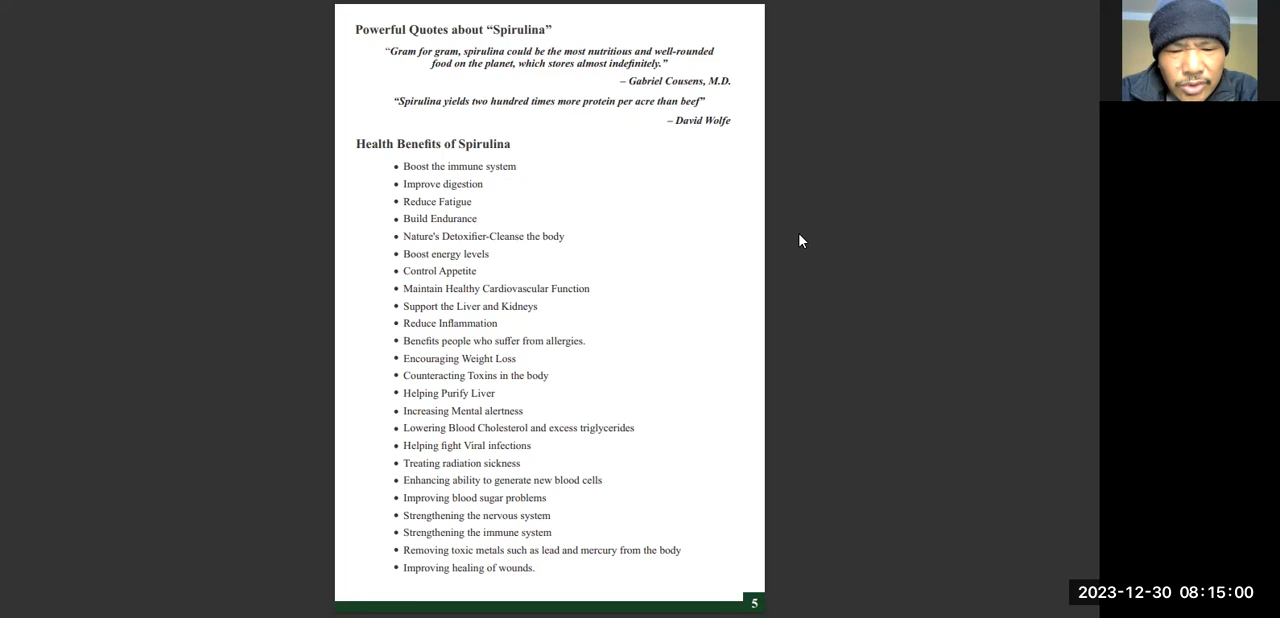 Powerful Quotes about “Spirulina”
“Gram for gram, spirulina could be the most nutritious and well-rounded
food on the planet, which stores almost indefinitely.”
– Gabriel Cousens, M.D.
“Spirulina yields two hundred times more protein per acre than beef”
– David Wolfe
Health Benefits of Spirulina
• Boost the immune system
• Improve digestion
• Reduce Fatigue
• Build Endurance
• Nature's Detoxifier-Cleanse the body
• Boost energy levels
• Control Appetite
• Maintain Healthy Cardiovascular Function
• Support the Liver and Kidneys
• Reduce Inflammation
• Benefits people who suffer from allergies.
• Encouraging Weight Loss
• Counteracting Toxins in the body
• Helping Purify Liver
• Increasing Mental alertness
• Lowering Blood Cholesterol and excess triglycerides
• Helping fight Viral infections
• Treating radiation sickness
• Enhancing ability to generate new blood cells
• Improving blood sugar problems
• Strengthening the nervous system
• Strengthening the immune system
• Removing toxic metals such as lead and mercury from the body
• Improving healing of wounds.
5
2023-12-30 08:15:00